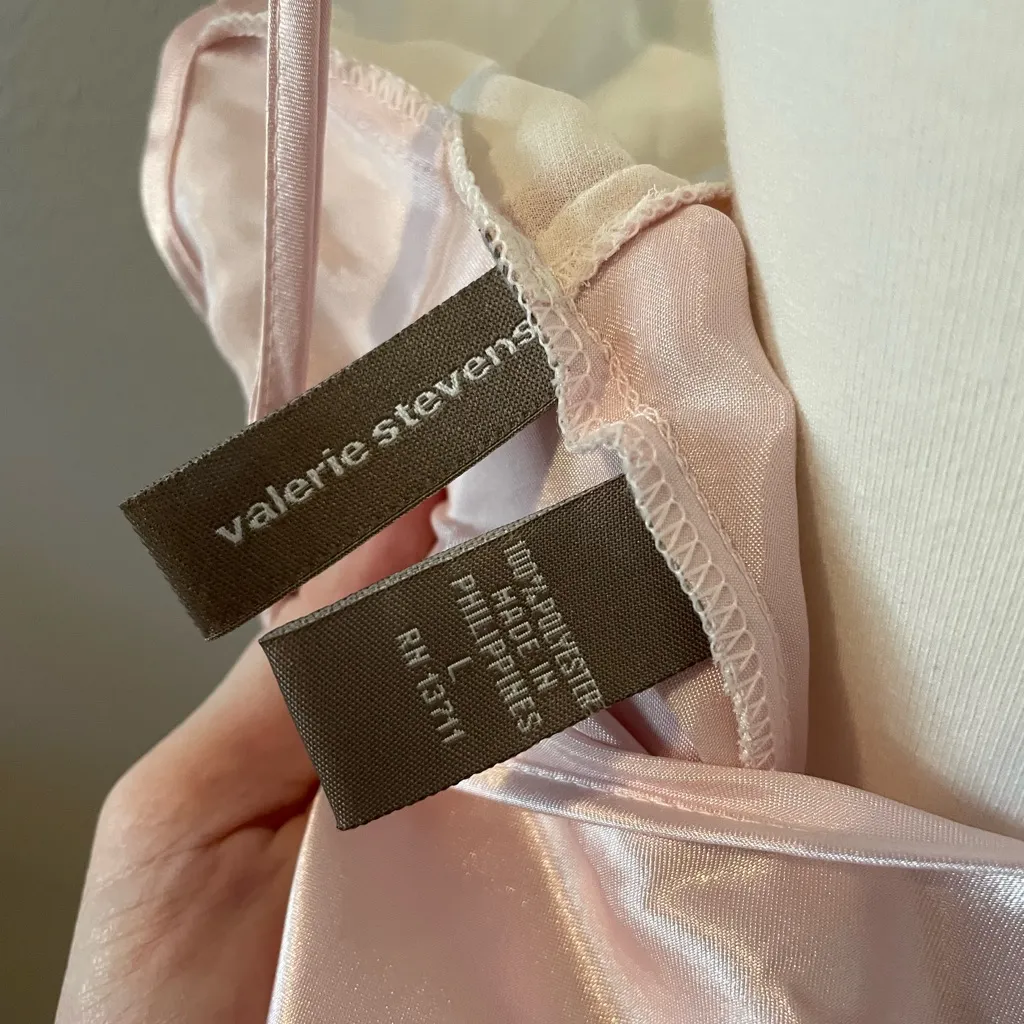 valerie stevens
100% POLYESTER
MADE IN
PHILIPPINES
L
RN 13711